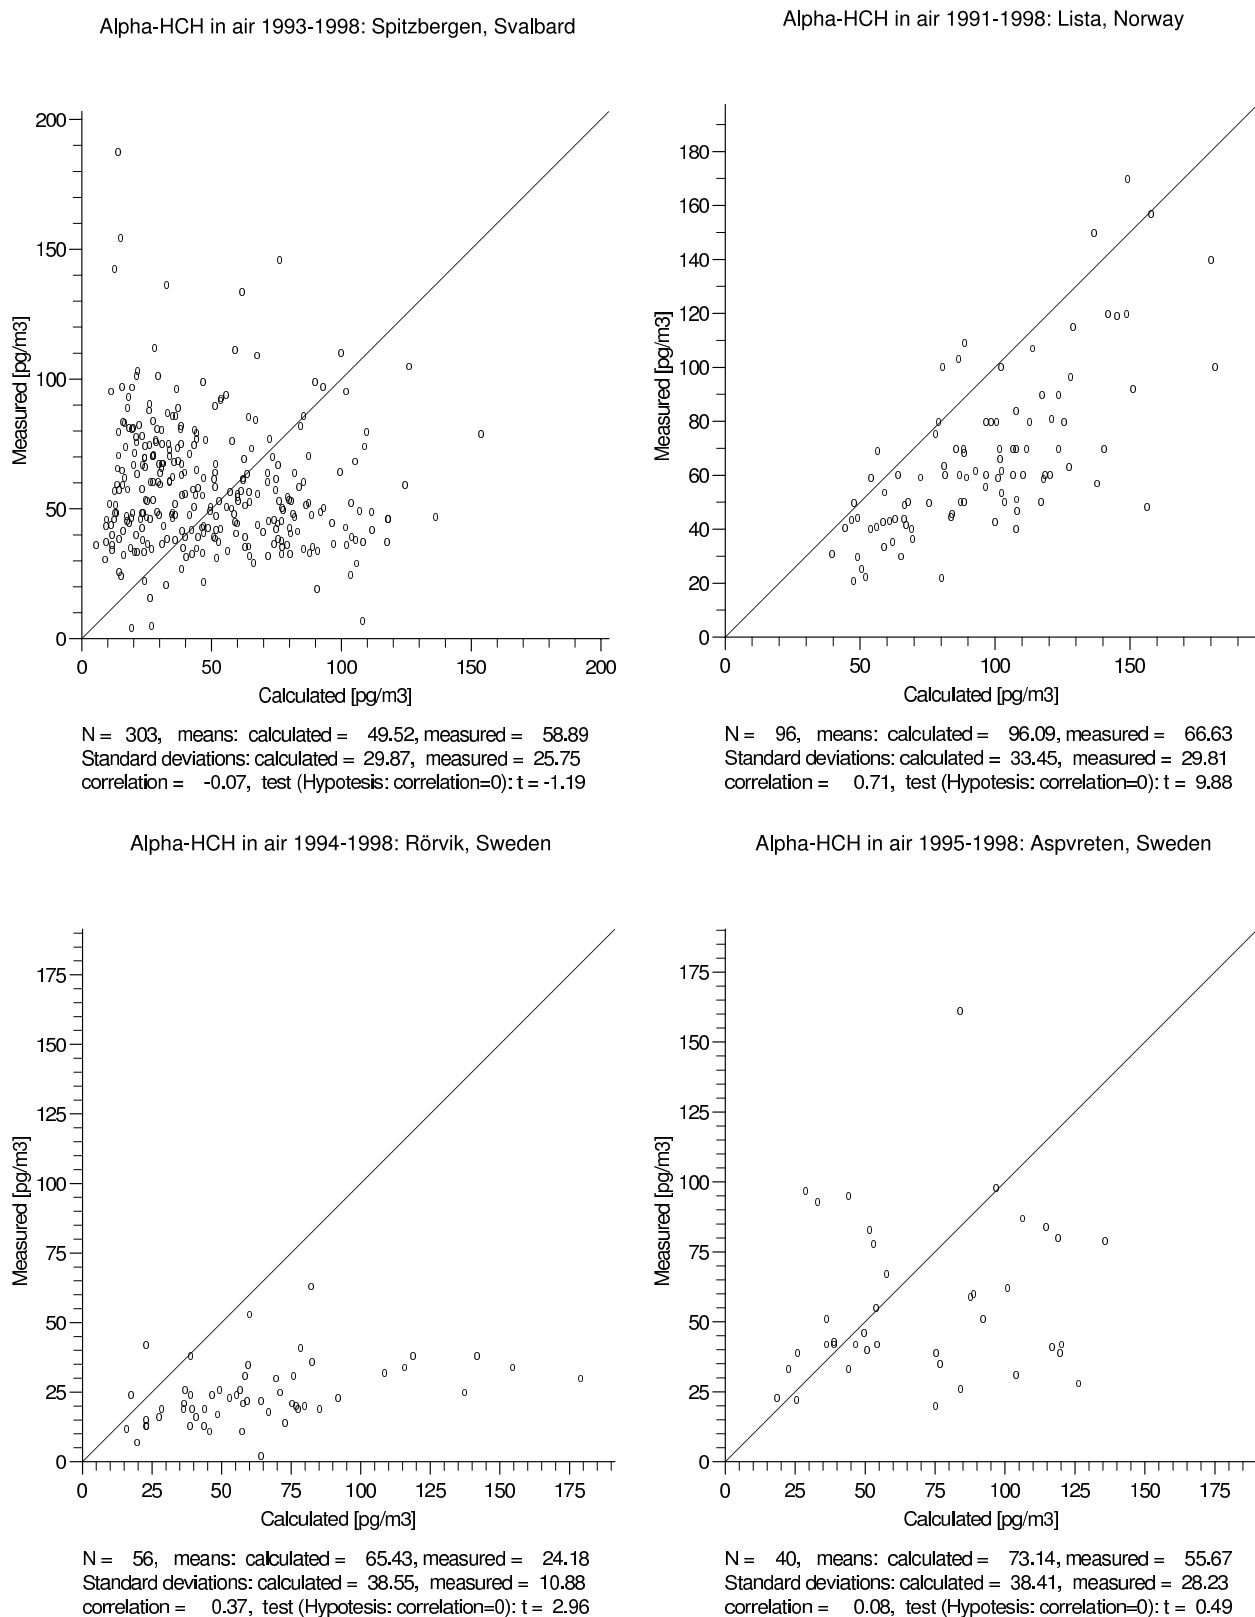 Alpha-HCH in air 1993-1998: Spitzbergen, Svalbard
200
150
100
50
0
Measured [pg/m3]
0 50 100 150 200
Calculated [pg/m3]
N = 303, means: calculated = 49.52, measured = 58.89
Standard deviations: calculated = 29.87, measured = 25.75
correlation = -0.07, test (Hypotesis: correlation=0): t = -1.19
Alpha-HCH in air 1991-1998: Lista, Norway
180
160
140
120
100
80
60
40
20
0
Measured [pg/m3]
0 50 100 150
Calculated [pg/m3]
N = 96, means: calculated = 96.09, measured = 66.63
Standard deviations: calculated = 33.45, measured = 29.81
correlation = 0.71, test (Hypotesis: correlation=0): t = 9.88
Alpha-HCH in air 1994-1998: Rörvik, Sweden
175
150
125
100
75
50
25
0
Measured [pg/m3]
0 25 50 75 100 125 150 175
Calculated [pg/m3]
N = 56, means: calculated = 65.43, measured = 24.18
Standard deviations: calculated = 38.55, measured = 10.88
correlation = 0.37, test (Hypotesis: correlation=0): t = 2.96
Alpha-HCH in air 1995-1998: Aspvreten, Sweden
175
150
125
100
75
50
25
0
Measured [pg/m3]
0 25 50 75 100 125 150 175
Calculated [pg/m3]
N = 40, means: calculated = 73.14, measured = 55.67
Standard deviations: calculated = 38.41, measured = 28.23
correlation = 0.08, test (Hypotesis: correlation=0): t = 0.49